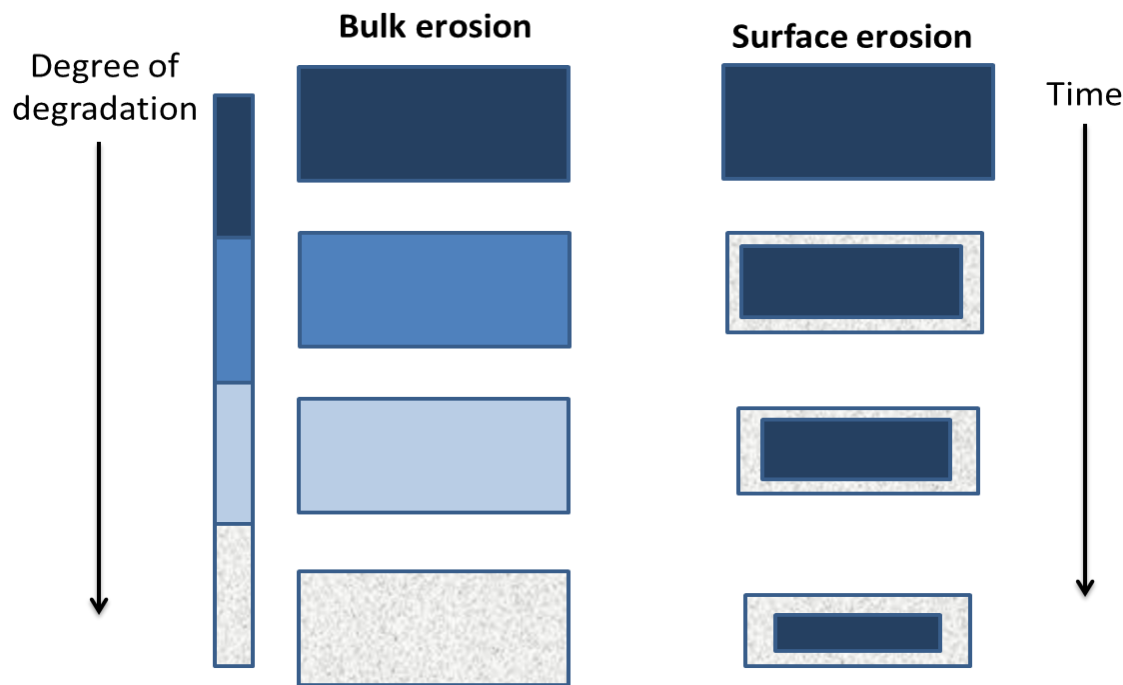 Bulk erosion
Surface erosion
Degree of
degradation
Time